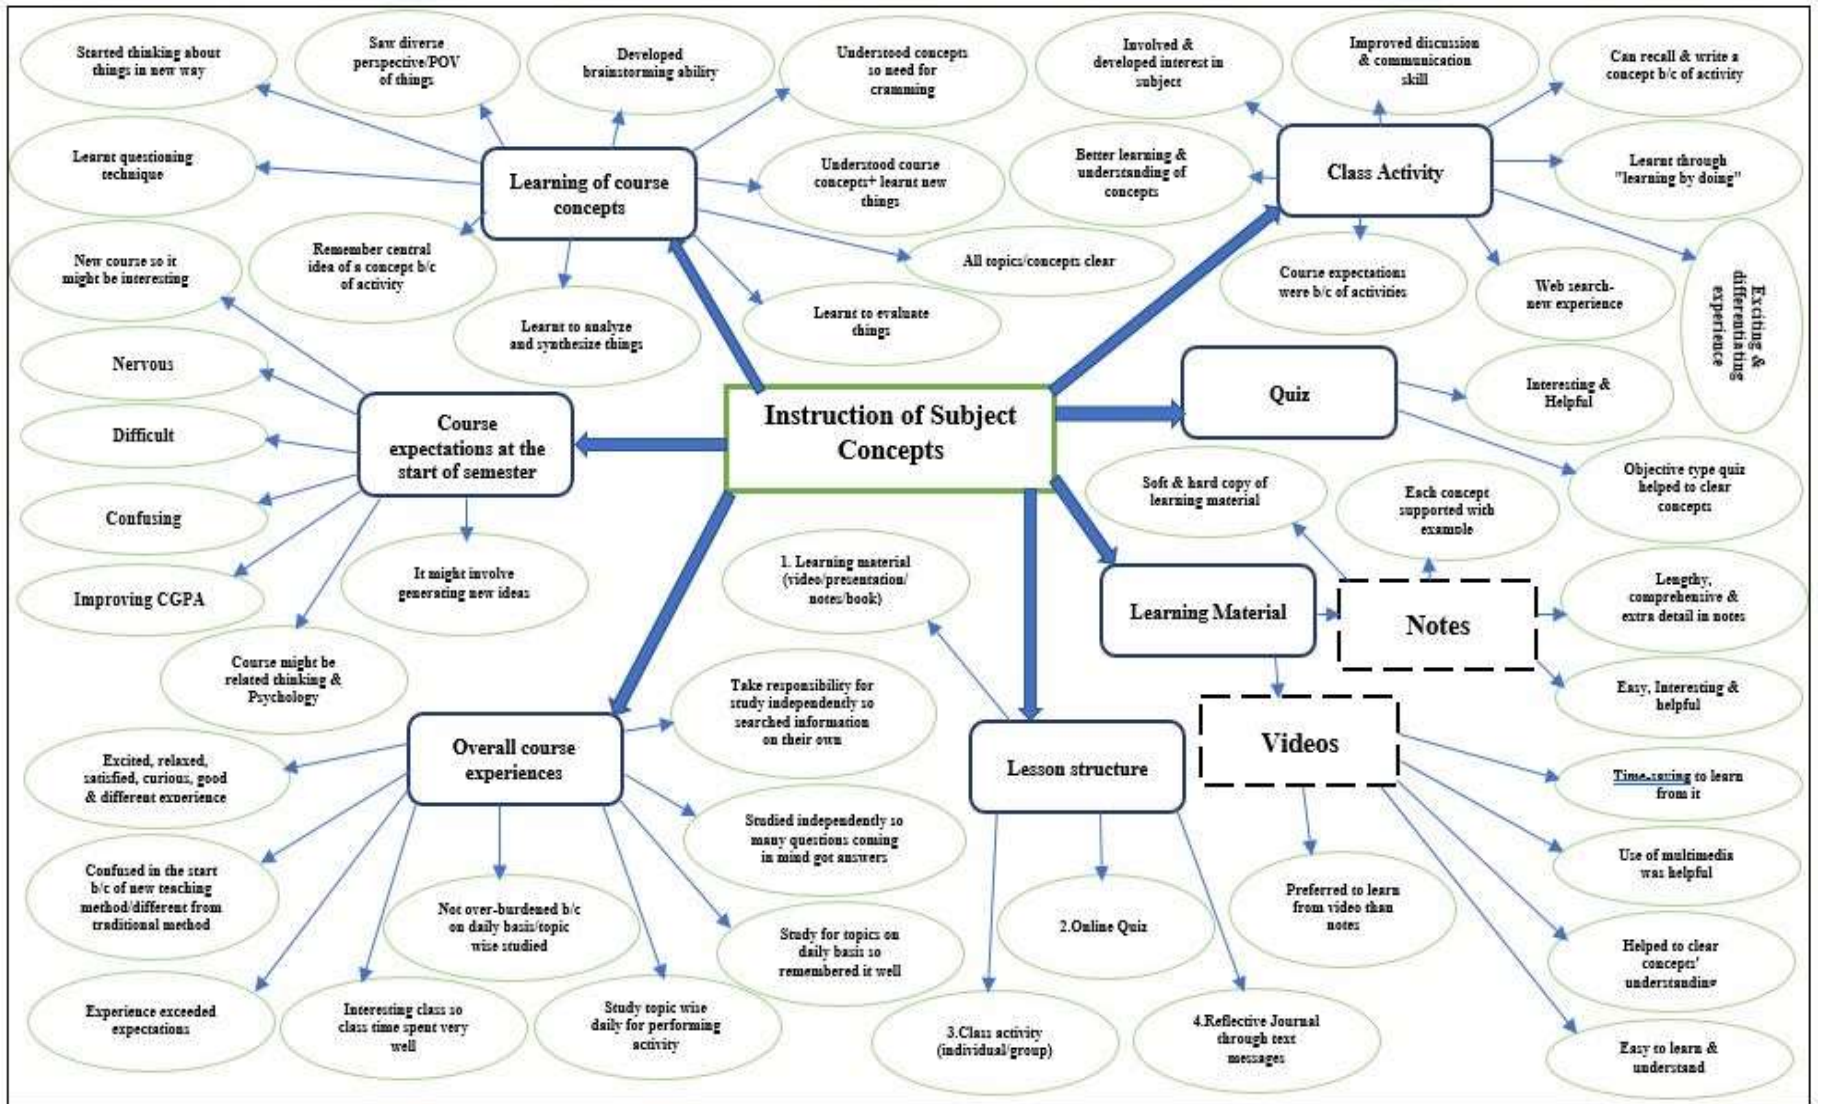 Started thinking about
things in new way
Saw diverse
perspective/POV
of things
Developed
brainstorming ability
Understood concepts
so need for
cramming
Involved &
developed interest in
subject
Improved discussion
& communication
skill
Can recall & write a
concept b/c of activity
Learnt questioning
technique
Learning of course
concepts
Understood course
concepts+ learnt new
things
Better learning &
understanding of
concepts
Class Activity
Learnt through
"learning by doing"
New course so it
might be interesting
Remember central
idea of a concept b/c
of activity
Learnt to analyze
and synthesize things
Learnt to evaluate
things
All topics/concepts clear
Course expectations
were b/c of activities
Web search-
new experience
Exciting &
differentiating
experience
Nervous
Difficult
Confusing
Improving CGPA
Course
expectations at the
start of semester
Instruction of Subject
Concepts
Quiz
Interesting &
Helpful
Objective type quiz
helped to clear
concepts
It might involve
generating new ideas
Course might be
related thinking &
Psychology
1. Learning material
(video/presentation/
notes/book)
Soft & hard copy of
learning material
Each concept
supported with
example
Learning Material
Notes
Lengthy,
comprehensive &
extra detail in notes
Easy, Interesting &
helpful
Overall course
experiences
Take responsibility for
study independently so
searched information
on their own
Lesson structure
Videos
Time-saving to learn
from it
Excited, relaxed,
satisfied, curious, good
& different experience
Studied independently so
many questions coming
in mind got answers
Use of multimedia
was helpful
Confused in the start
b/c of new teaching
method/different from
traditional method
Not over-burdened b/c
on daily basis/topic
wise studied
Study for topics on
daily basis so
remembered it well
2.Online Quiz
Preferred to learn
from video than
notes
Helped to clear
concepts'
understanding
Experience exceeded
expectations
Interesting class so
class time spent very
well
Study topic wise
daily for performing
activity
3.Class activity
(individual/group)
4.Reflective Journal
through text
messages
Easy to learn &
understand